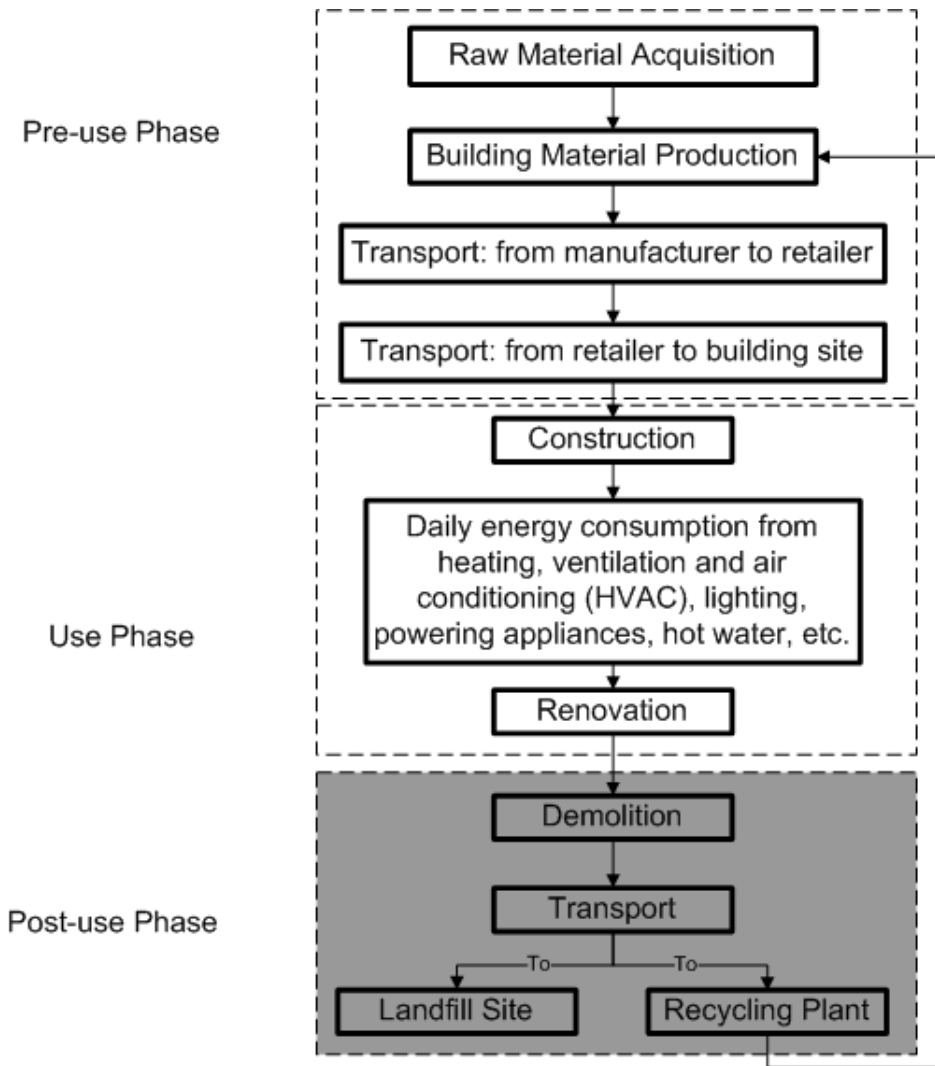 Raw Material Acquisition
Pre-use Phase
Building Material Production
Transport: from manufacturer to retailer
Transport: from retailer to building site
Construction
Daily energy consumption from
heating, ventilation and air
conditioning (HVAC), lighting,
powering appliances, hot water, etc.
Use Phase
Renovation
Demolition
Transport
Post-use Phase
To
To
Landfill Site
Recycling Plant